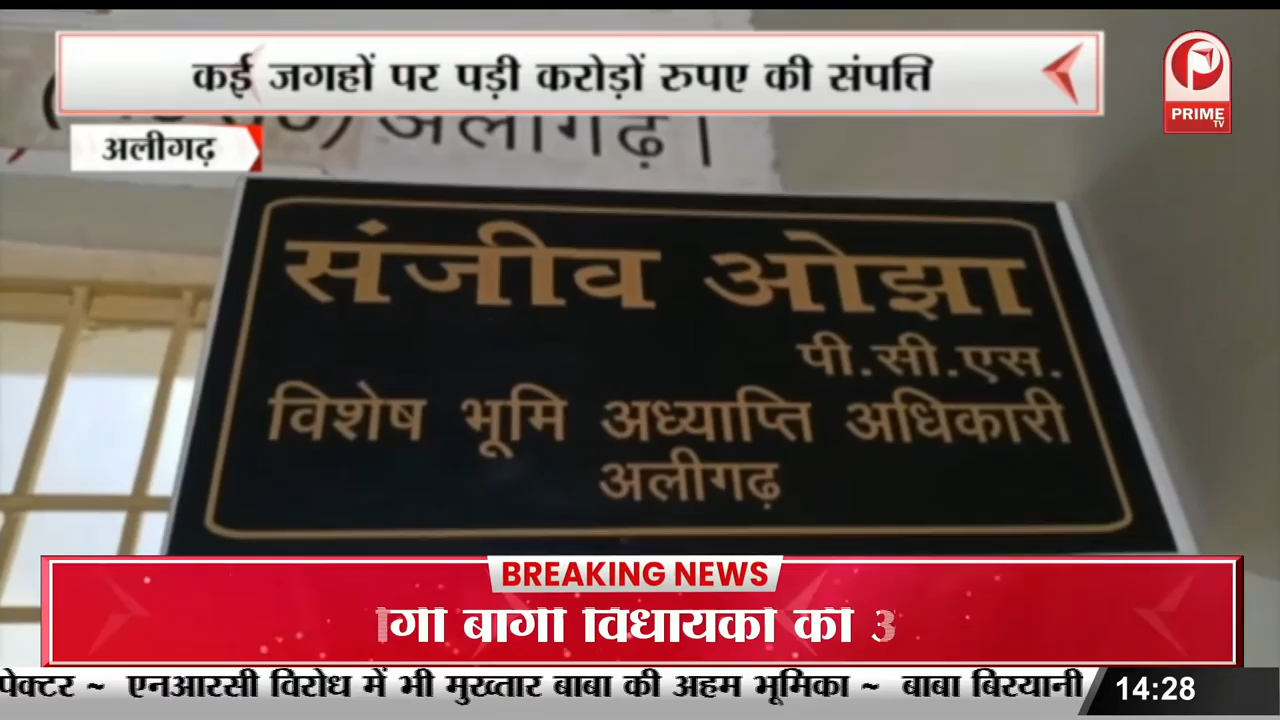 कई जगहों पर पड़ी करोड़ों रुपए की संपत्ति
PRIME
TV
अलीगढ़
अलीगढ़।
संजीव ओझा
पी.सी.एस.
विशेष भूमि अध्याप्ति अधिकारी
अलीगढ़
BREAKING NEWS
बागी विधायकों की
पेक्टर ~ एनआरसी विरोध में भी मुख्तार बाबा की अहम भूमिका ~ बाबा बिरयानी
14:28